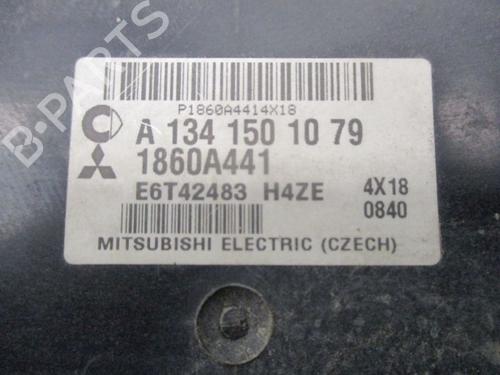 B-PARTS
P1860A4414X18
A 134 150 10 79
1860A441
E6T42483 H4ZE 4X18
0840
MITSUBISHI ELECTRIC (CZECH)